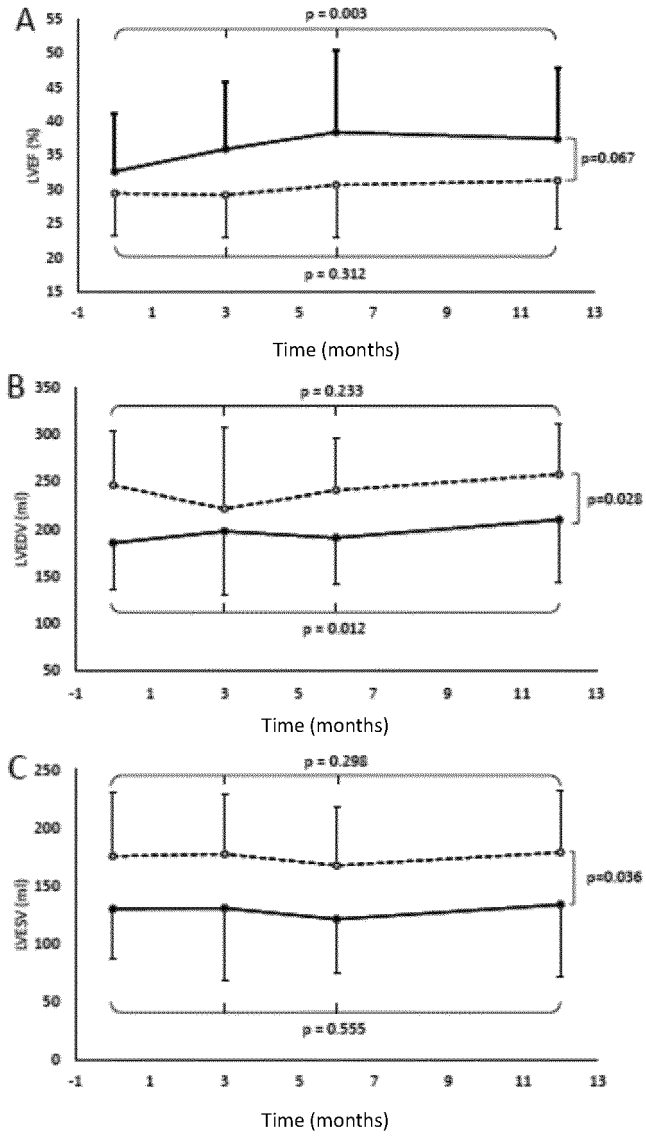 A
55
p = 0.003
50
45
40
35
p=0.067
30
25
20
p = 0.312
15
LVEF (%)
-1 1 3 5 7 9 11 13
Time (months)
B
350
p = 0.233
300
250
p=0.028
200
150
100
p = 0.012
50
LVEDV (ml)
-1 1 3 5 7 9 11 13
Time (months)
C
250
p = 0.298
200
150
p=0.036
100
50
p = 0.555
0
LVESV (ml)
-1 1 3 5 7 9 11 13
Time (months)